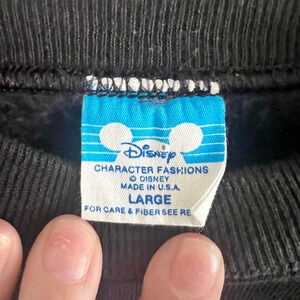 Disney
CHARACTER FASHIONS
© DISNEY
MADE IN U.S.A.
LARGE
FOR CARE & FIBER SEE RE